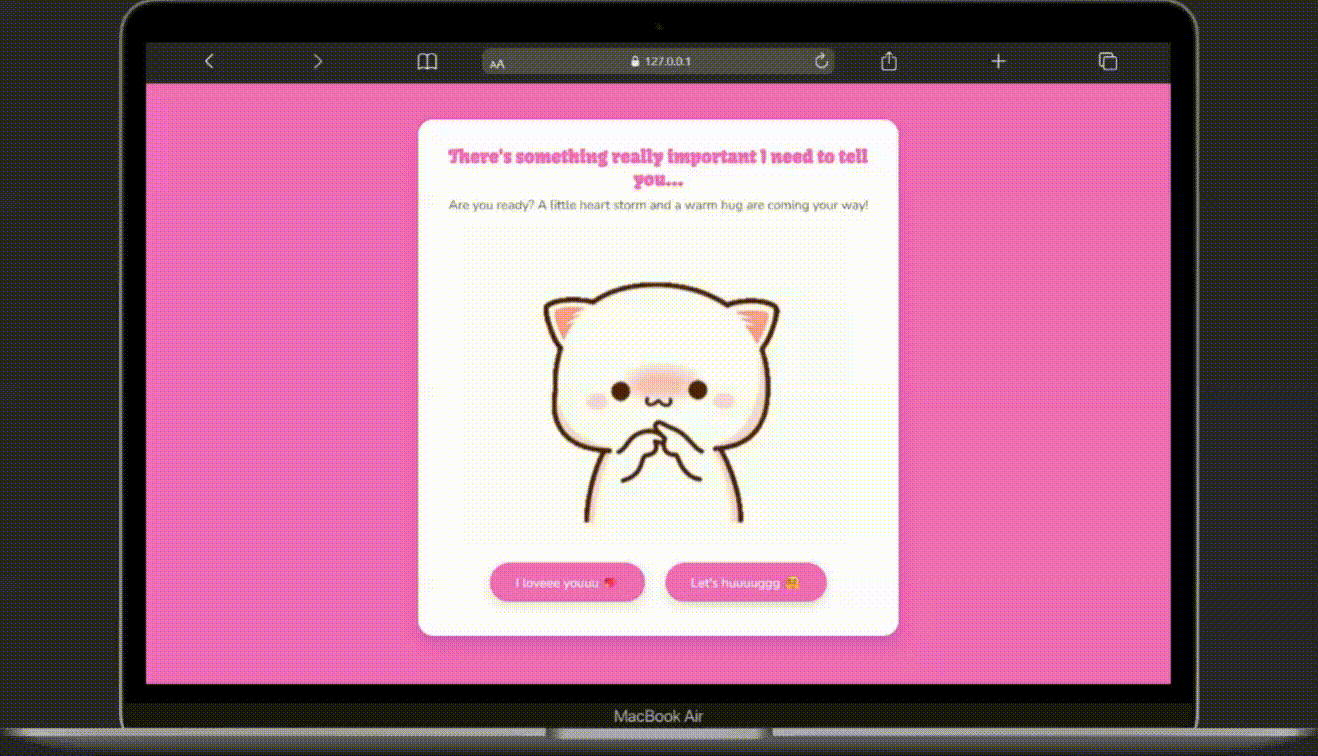 AA 127.0.0.1
There's something really important I need to tell
you...
Are you ready? A little heart storm and a warm hug are coming your way!
I loveee youuu ❤️ Let's huuuuggg 🤗
MacBook Air